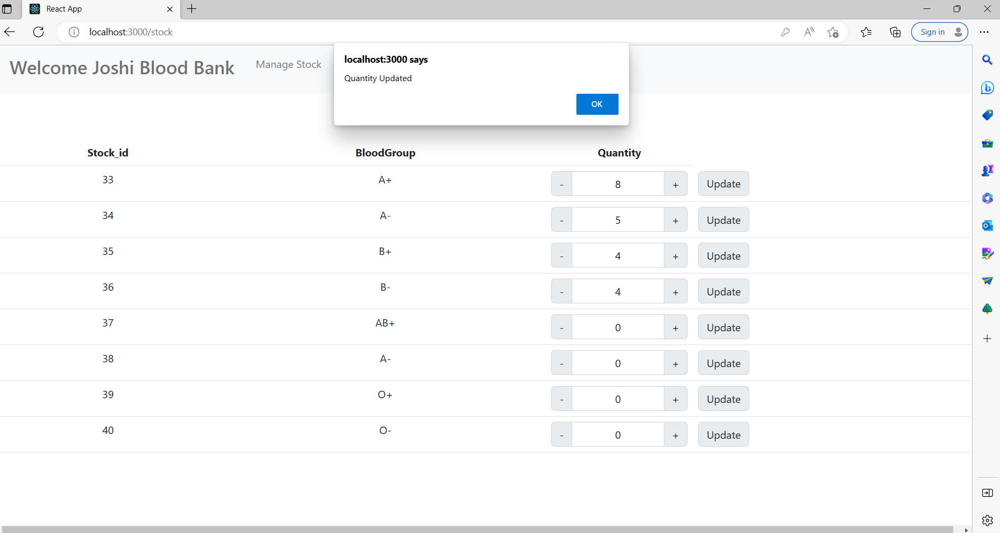 React App
localhost:3000/stock
Sign in
Welcome Joshi Blood Bank
Manage Stock
localhost:3000 says
Quantity Updated
OK
Stock_id BloodGroup Quantity
33 A+ - 8 + Update
34 A- - 5 + Update
35 B+ - 4 + Update
36 B- - 4 + Update
37 AB+ - 0 + Update
38 A- - 0 + Update
39 O+ - 0 + Update
40 O- - 0 + Update